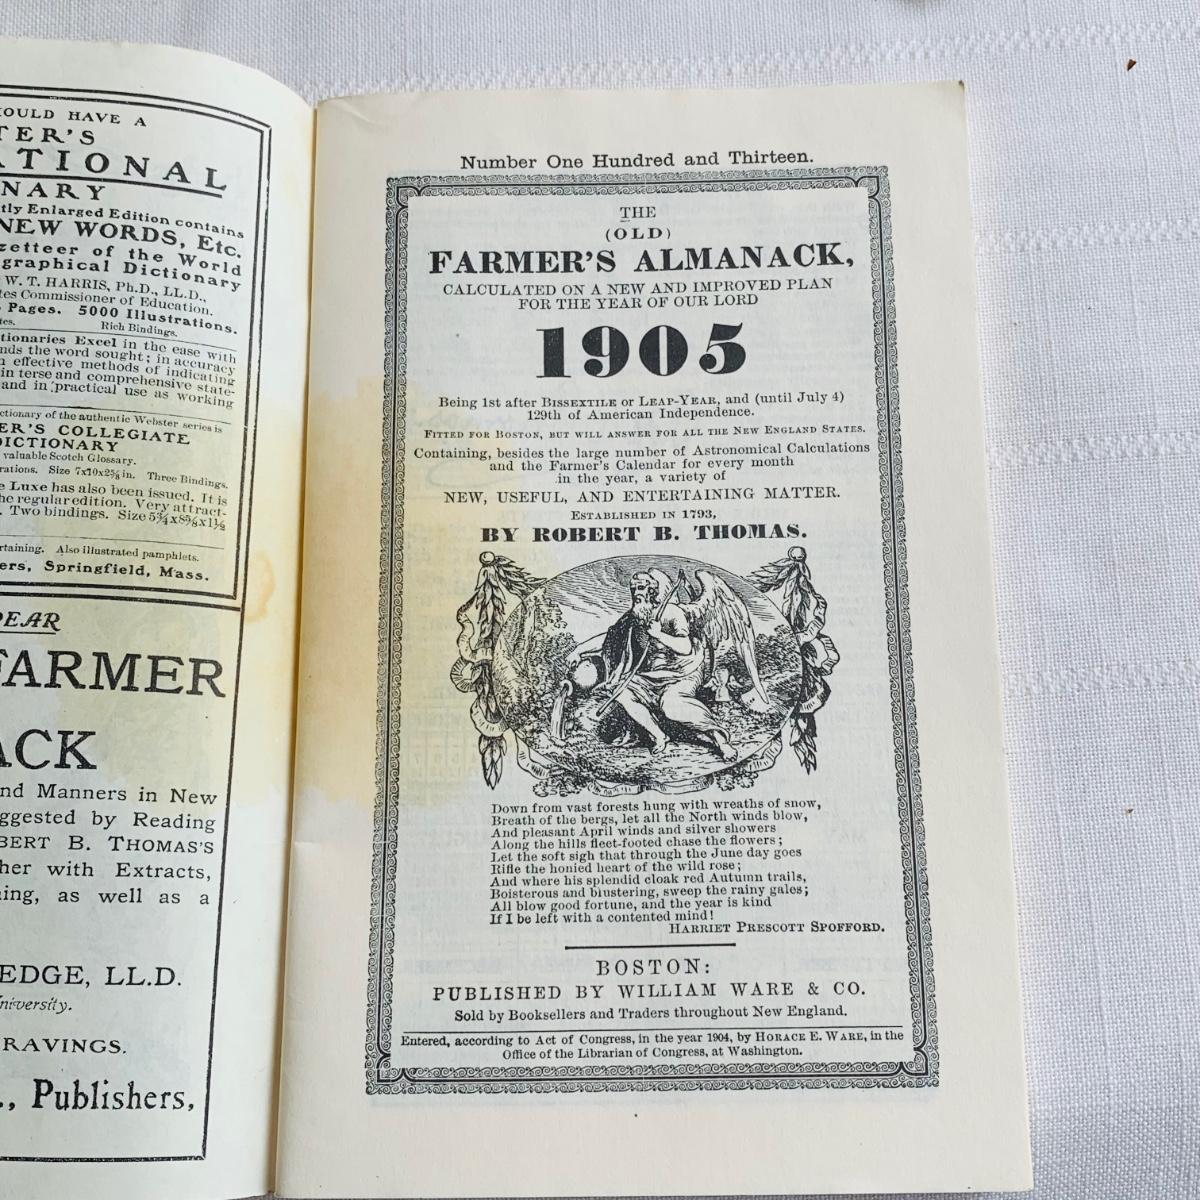 OULD HAVE A
TER'S
ATIONAL
NARY
tly Enlarged Edition contains
NEW WORDS, Etc.
zetteer of the World
graphical Dictionary
W. T. HARRIS, Ph.D., LL.D.,
tes Commissioner of Education.
Pages. 5000 Illustrations.
tes. Rich Bindings.
tionaries Excel in the ease with
nds the word sought; in accuracy
n effective methods of indicating
in terse and comprehensive state-
and in practical use as working
ctionary of the authentic Webster series is
ER'S COLLEGIATE
DICTIONARY
valuable Scotch Glossary.
rations. Size 7x10x2⅝ in. Three Bindings.
e Luxe has also been issued. It is
he regular edition. Very attract-
. Two bindings. Size 5¾x8⅝x1½
rtaining. Also illustrated pamphlets.
ers, Springfield, Mass.
DEAR
FARMER
ACK
nd Manners in New
ggested by Reading
BERT B. THOMAS'S
her with Extracts,
ing, as well as a
EDGE, LL.D.
niversity.
RAVINGS.
., Publishers,
Number One Hundred and Thirteen.
THE
(OLD)
FARMER'S ALMANACK,
CALCULATED ON A NEW AND IMPROVED PLAN
FOR THE YEAR OF OUR LORD
1905
Being 1st after BISSEXTILE or LEAP-YEAR, and (until July 4)
129th of American Independence.
FITTED FOR BOSTON, BUT WILL ANSWER FOR ALL THE NEW ENGLAND STATES.
Containing, besides the large number of Astronomical Calculations
and the Farmer's Calendar for every month
in the year, a variety of
NEW, USEFUL, AND ENTERTAINING MATTER.
ESTABLISHED IN 1793,
BY ROBERT B. THOMAS.
Down from vast forests hung with wreaths of snow,
Breath of the bergs, let all the North winds blow,
And pleasant April winds and silver showers
Along the hills fleet-footed chase the flowers;
Let the soft sigh that through the June day goes
Rifle the honied heart of the wild rose;
And where his splendid cloak red Autumn trails,
Boisterous and blustering, sweep the rainy gales;
All blow good fortune, and the year is kind
If I be left with a contented mind!
HARRIET PRESCOTT SPOFFORD.
BOSTON:
PUBLISHED BY WILLIAM WARE & CO.
Sold by Booksellers and Traders throughout New England.
Entered, according to Act of Congress, in the year 1904, by HORACE E. WARE, in the
Office of the Librarian of Congress, at Washington.